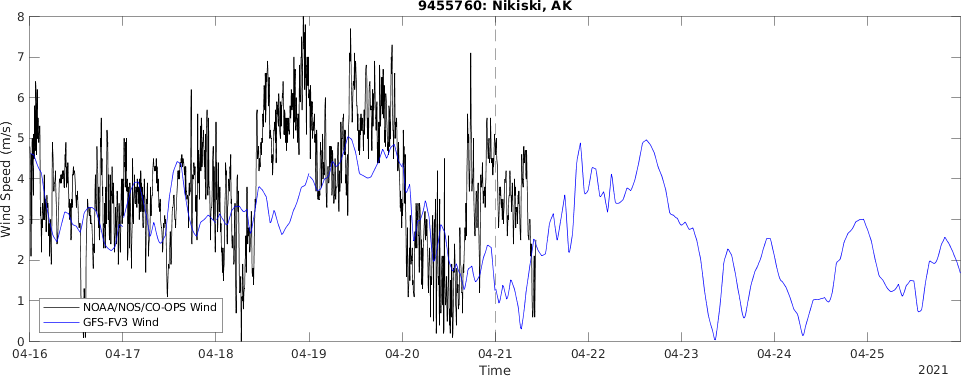 9455760: Nikiski, AK
8
7
6
5
4
3
2
1
0
Wind Speed (m/s)
NOAA/NOS/CO-OPS Wind
GFS-FV3 Wind
04-16 04-17 04-18 04-19 04-20 04-21 04-22 04-23 04-24 04-25
Time
2021